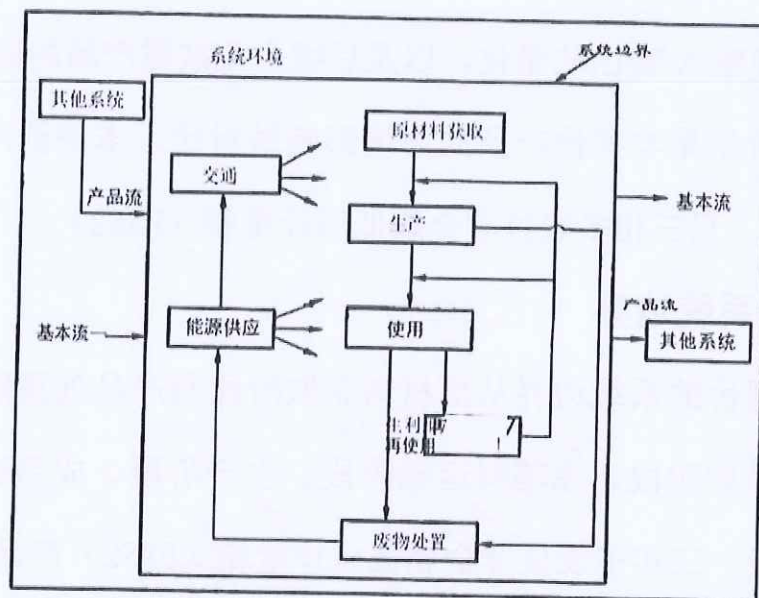 系统环境
系统边界
其他系统
原材料获取
交通
产品流
基本流
生产
产品流
基本流
能源供应
使用
其他系统
再使用
废物处置